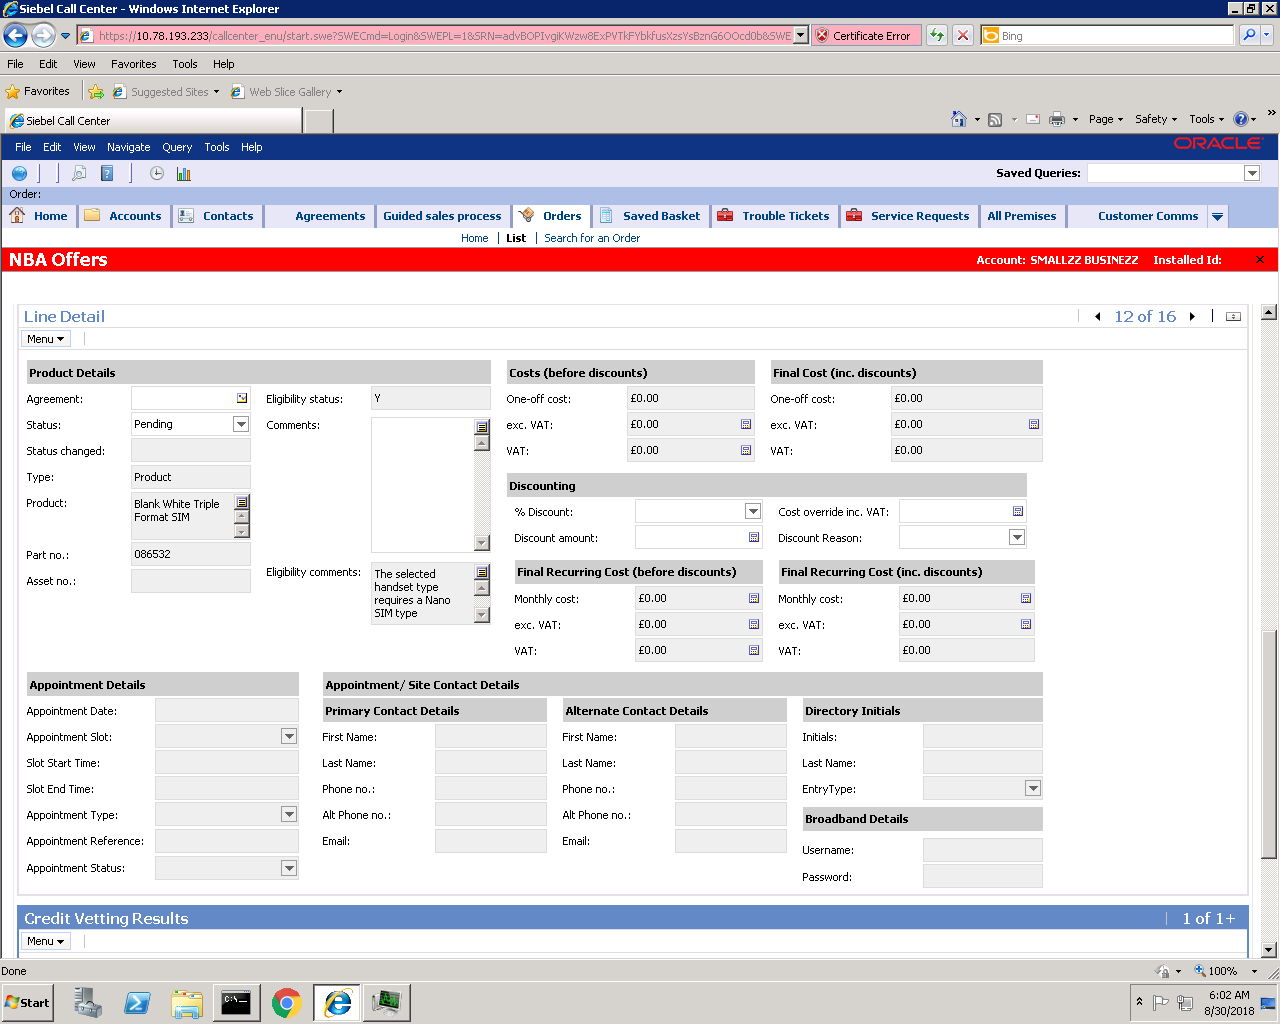 Siebel Call Center - Windows Internet Explorer
https://10.78.193.233/callcenter_enu/start.swe?SWECmd=Login&SWEPL=1&SRN=advBOPIvgiKWzw8ExPVTkFYbkfusXzsYsBznG6OOcd0b&SWE
Certificate Error
Bing
File Edit View Favorites Tools Help
Favorites Suggested Sites Web Slice Gallery
Siebel Call Center
Page Safety Tools
File Edit View Navigate Query Tools Help
ORACLE
Saved Queries:
Order:
Home Accounts Contacts Agreements Guided sales process Orders Saved Basket Trouble Tickets Service Requests All Premises Customer Comms
Home List Search for an Order
NBA Offers
Account: SMALLZZ BUSINEZZ Installed Id:
Line Detail
12 of 16
Menu
Product Details
Agreement:
Status: Pending
Status changed:
Type: Product
Product: Blank White Triple
Format SIM
Part no.: 086532
Asset no.:
Eligibility status: Y
Comments:
Eligibility comments: The selected
handset type
requires a Nano
SIM type
Costs (before discounts)
One-off cost: £0.00
exc. VAT: £0.00
VAT: £0.00
Final Cost (inc. discounts)
One-off cost: £0.00
exc. VAT: £0.00
VAT: £0.00
Discounting
% Discount:
Discount amount:
Cost override inc. VAT:
Discount Reason:
Final Recurring Cost (before discounts)
Monthly cost: £0.00
exc. VAT: £0.00
VAT: £0.00
Final Recurring Cost (inc. discounts)
Monthly cost: £0.00
exc. VAT: £0.00
VAT: £0.00
Appointment Details
Appointment Date:
Appointment Slot:
Slot Start Time:
Slot End Time:
Appointment Type:
Appointment Reference:
Appointment Status:
Appointment/ Site Contact Details
Primary Contact Details
First Name:
Last Name:
Phone no.:
Alt Phone no.:
Email:
Alternate Contact Details
First Name:
Last Name:
Phone no.:
Alt Phone no.:
Email:
Directory Initials
Initials:
Last Name:
EntryType:
Broadband Details
Username:
Password:
Credit Vetting Results
1 of 1+
Menu
Done
100%
Start
6:02 AM
8/30/2018